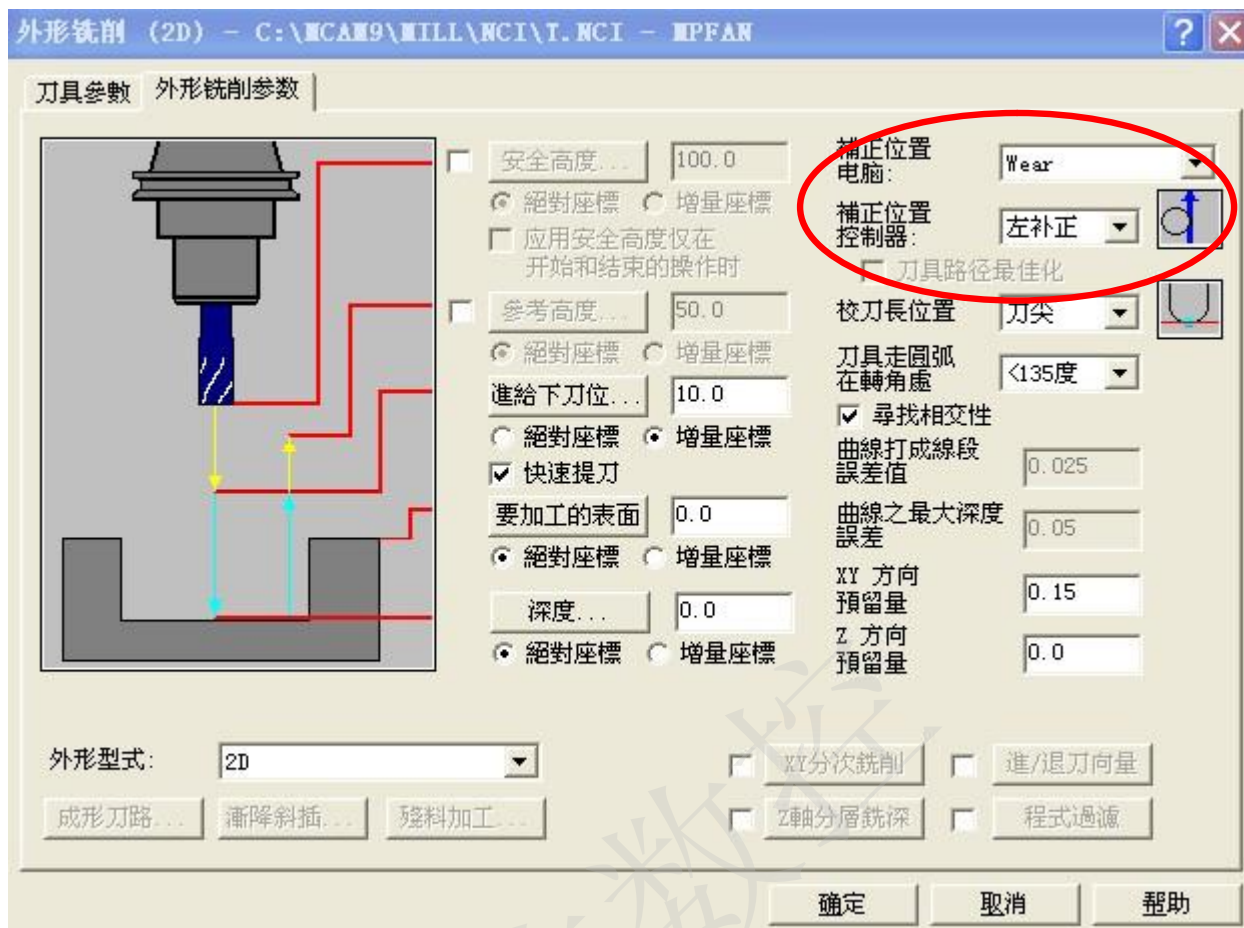 外形铣削 (2D) - C:\MCAM9\MILL\NCI\T.NCI - MPFAN
刀具參數 外形铣削参数
安全高度... 100.0
絕對座標 增量座標
应用安全高度仅在
开始和结束的操作时
參考高度... 50.0
絕對座標 增量座標
進給下刀位... 10.0
絕對座標 增量座標
快速提刀
要加工的表面 0.0
絕對座標 增量座標
深度... 0.0
絕對座標 增量座標
補正位置
电脑: Wear
補正位置
控制器: 左补正
刀具路径最佳化
校刀長位置 刀尖
刀具走圓弧
在轉角處 <135度
尋找相交性
曲線打成線段
誤差值 0.025
曲線之最大深度
誤差 0.05
XY 方向
預留量 0.15
Z 方向
預留量 0.0
外形型式: 2D
XY分次銑削 進/退刀向量
成形刀路... 漸降斜插... 殘料加工... Z軸分層銑深 程式過濾
确定 取消 帮助
数控